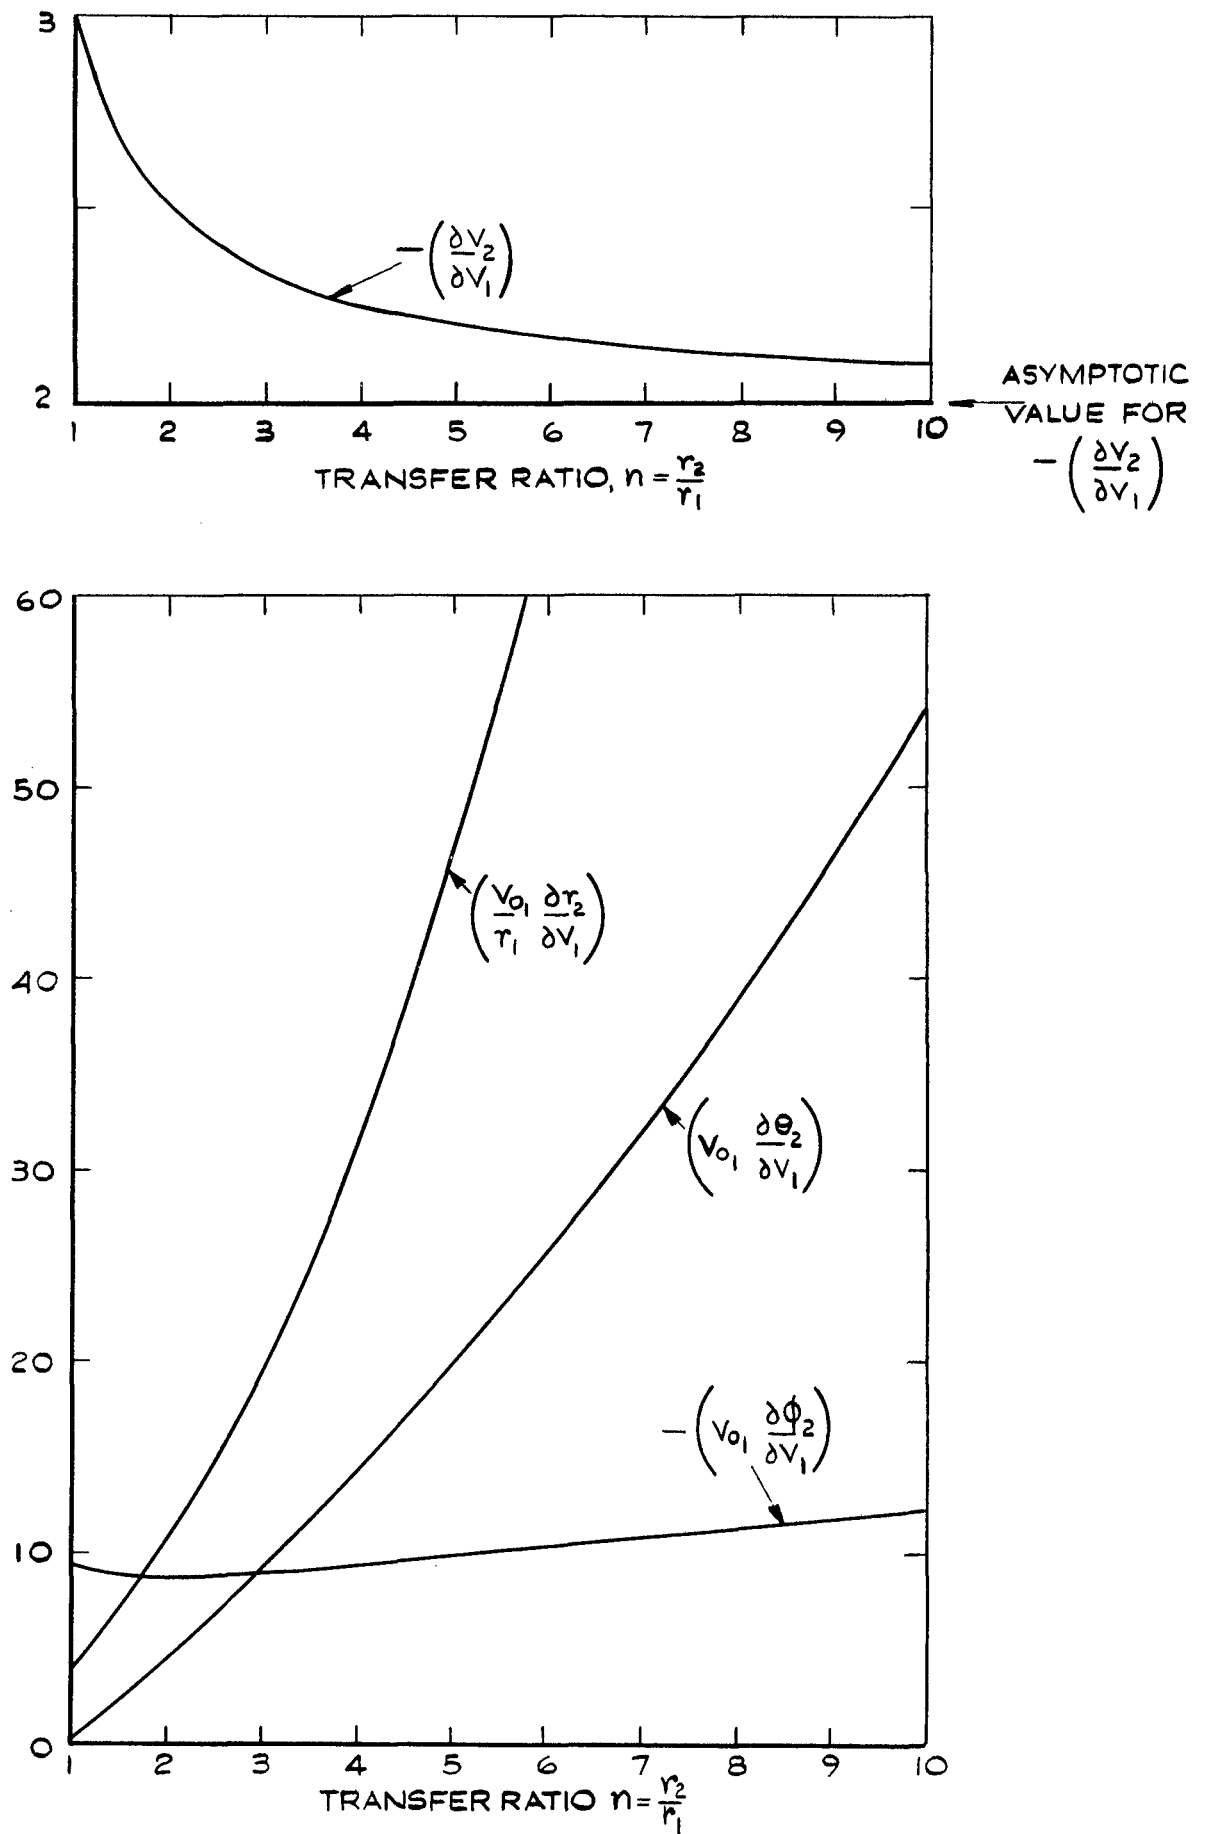 3
2
1 2 3 4 5 6 7 8 9 10
TRANSFER RATIO, n = r₂/r₁
−(∂V₂/∂V₁)
ASYMPTOTIC
VALUE FOR
−(∂V₂/∂V₁)
60
50
40
30
20
10
0
(V₀₁/r₁ ∂r₂/∂V₁)
(V₀₁ ∂θ₂/∂V₁)
−(V₀₁ ∂ϕ₂/∂V₁)
1 2 3 4 5 6 7 8 9 10
TRANSFER RATIO n = r₂/r₁